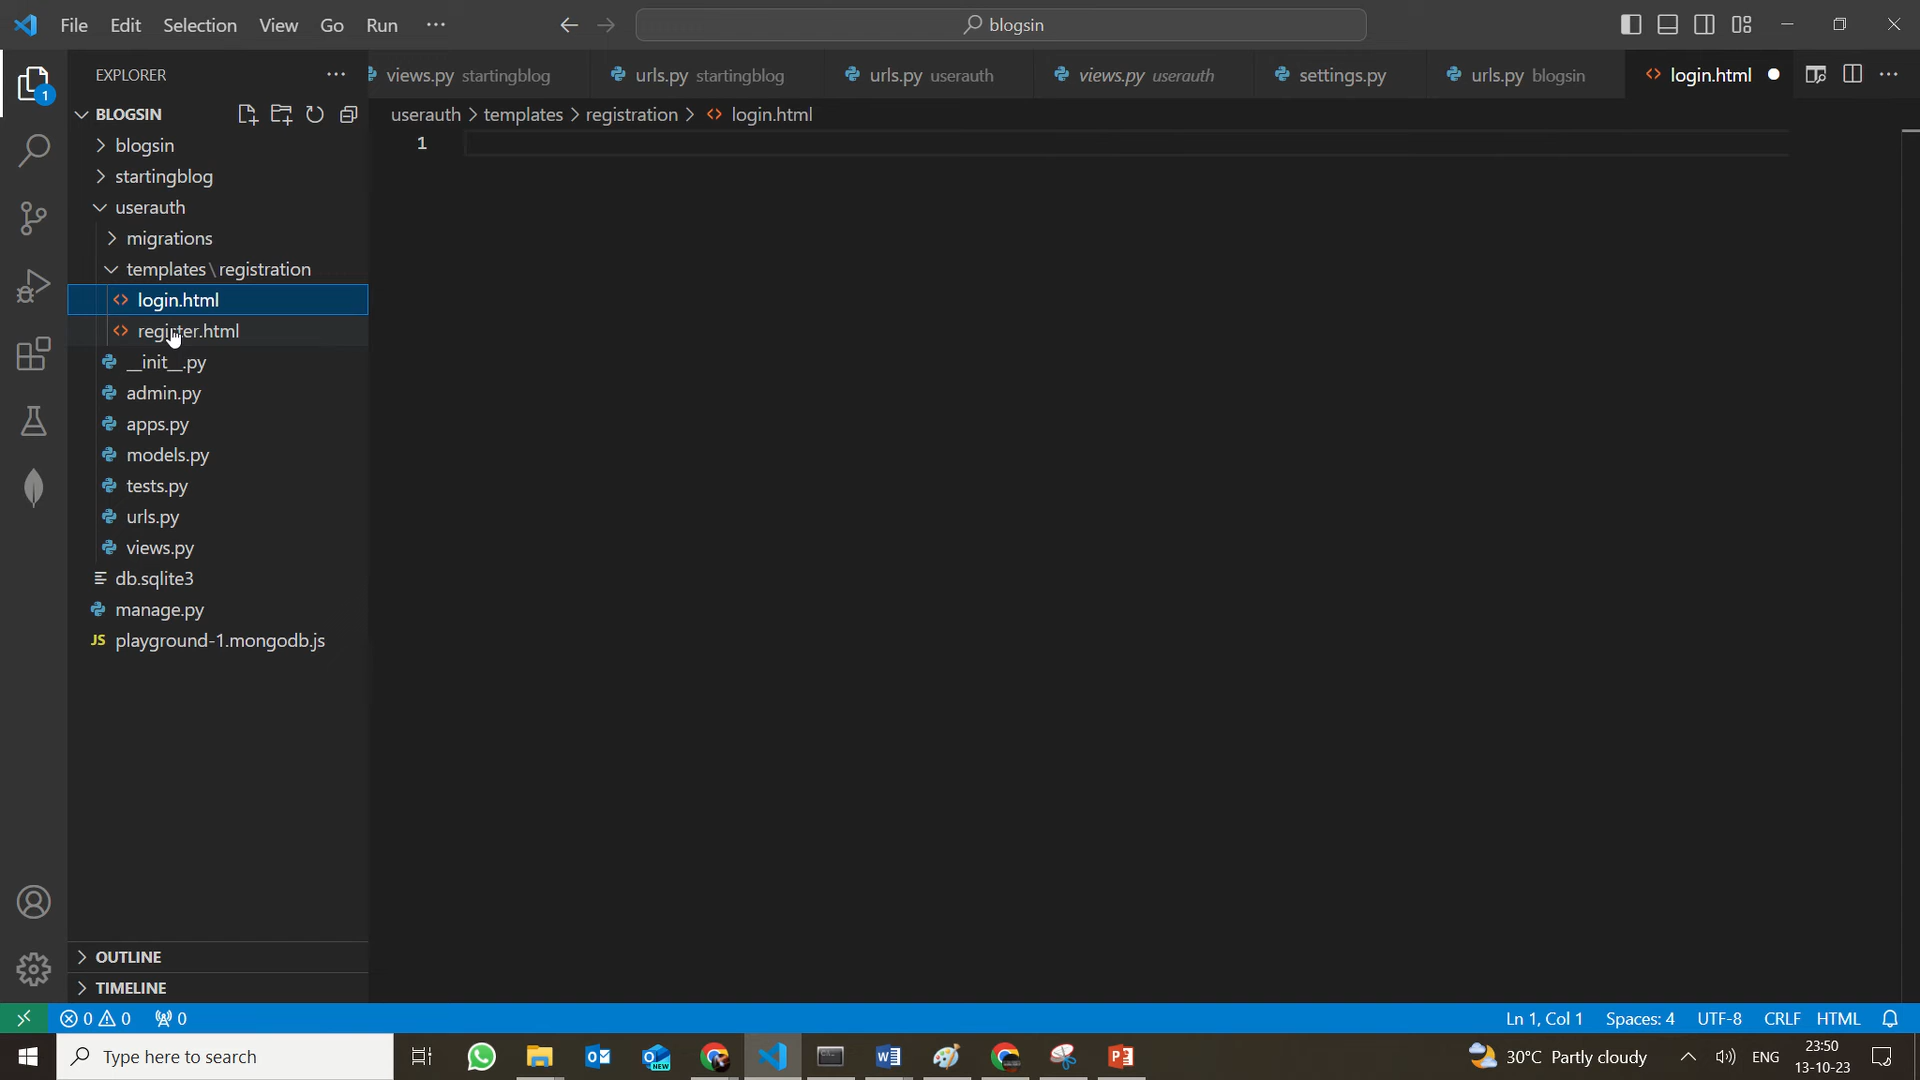 File Edit Selection View Go Run ···
blogsin
EXPLORER ···
views.py startingblog
urls.py startingblog
urls.py userauth
views.py userauth
settings.py
urls.py blogsin
login.html
userauth > templates > registration > login.html
1
1
BLOGSIN
blogsin
startingblog
userauth
migrations
templates\registration
login.html
register.html
__init__.py
admin.py
apps.py
models.py
tests.py
urls.py
views.py
db.sqlite3
manage.py
JS playground-1.mongodb.js
OUTLINE
TIMELINE
0 0 0
Ln 1, Col 1 Spaces: 4 UTF-8 CRLF HTML
Type here to search
NEW
30°C Partly cloudy
ENG
23:50
13-10-23